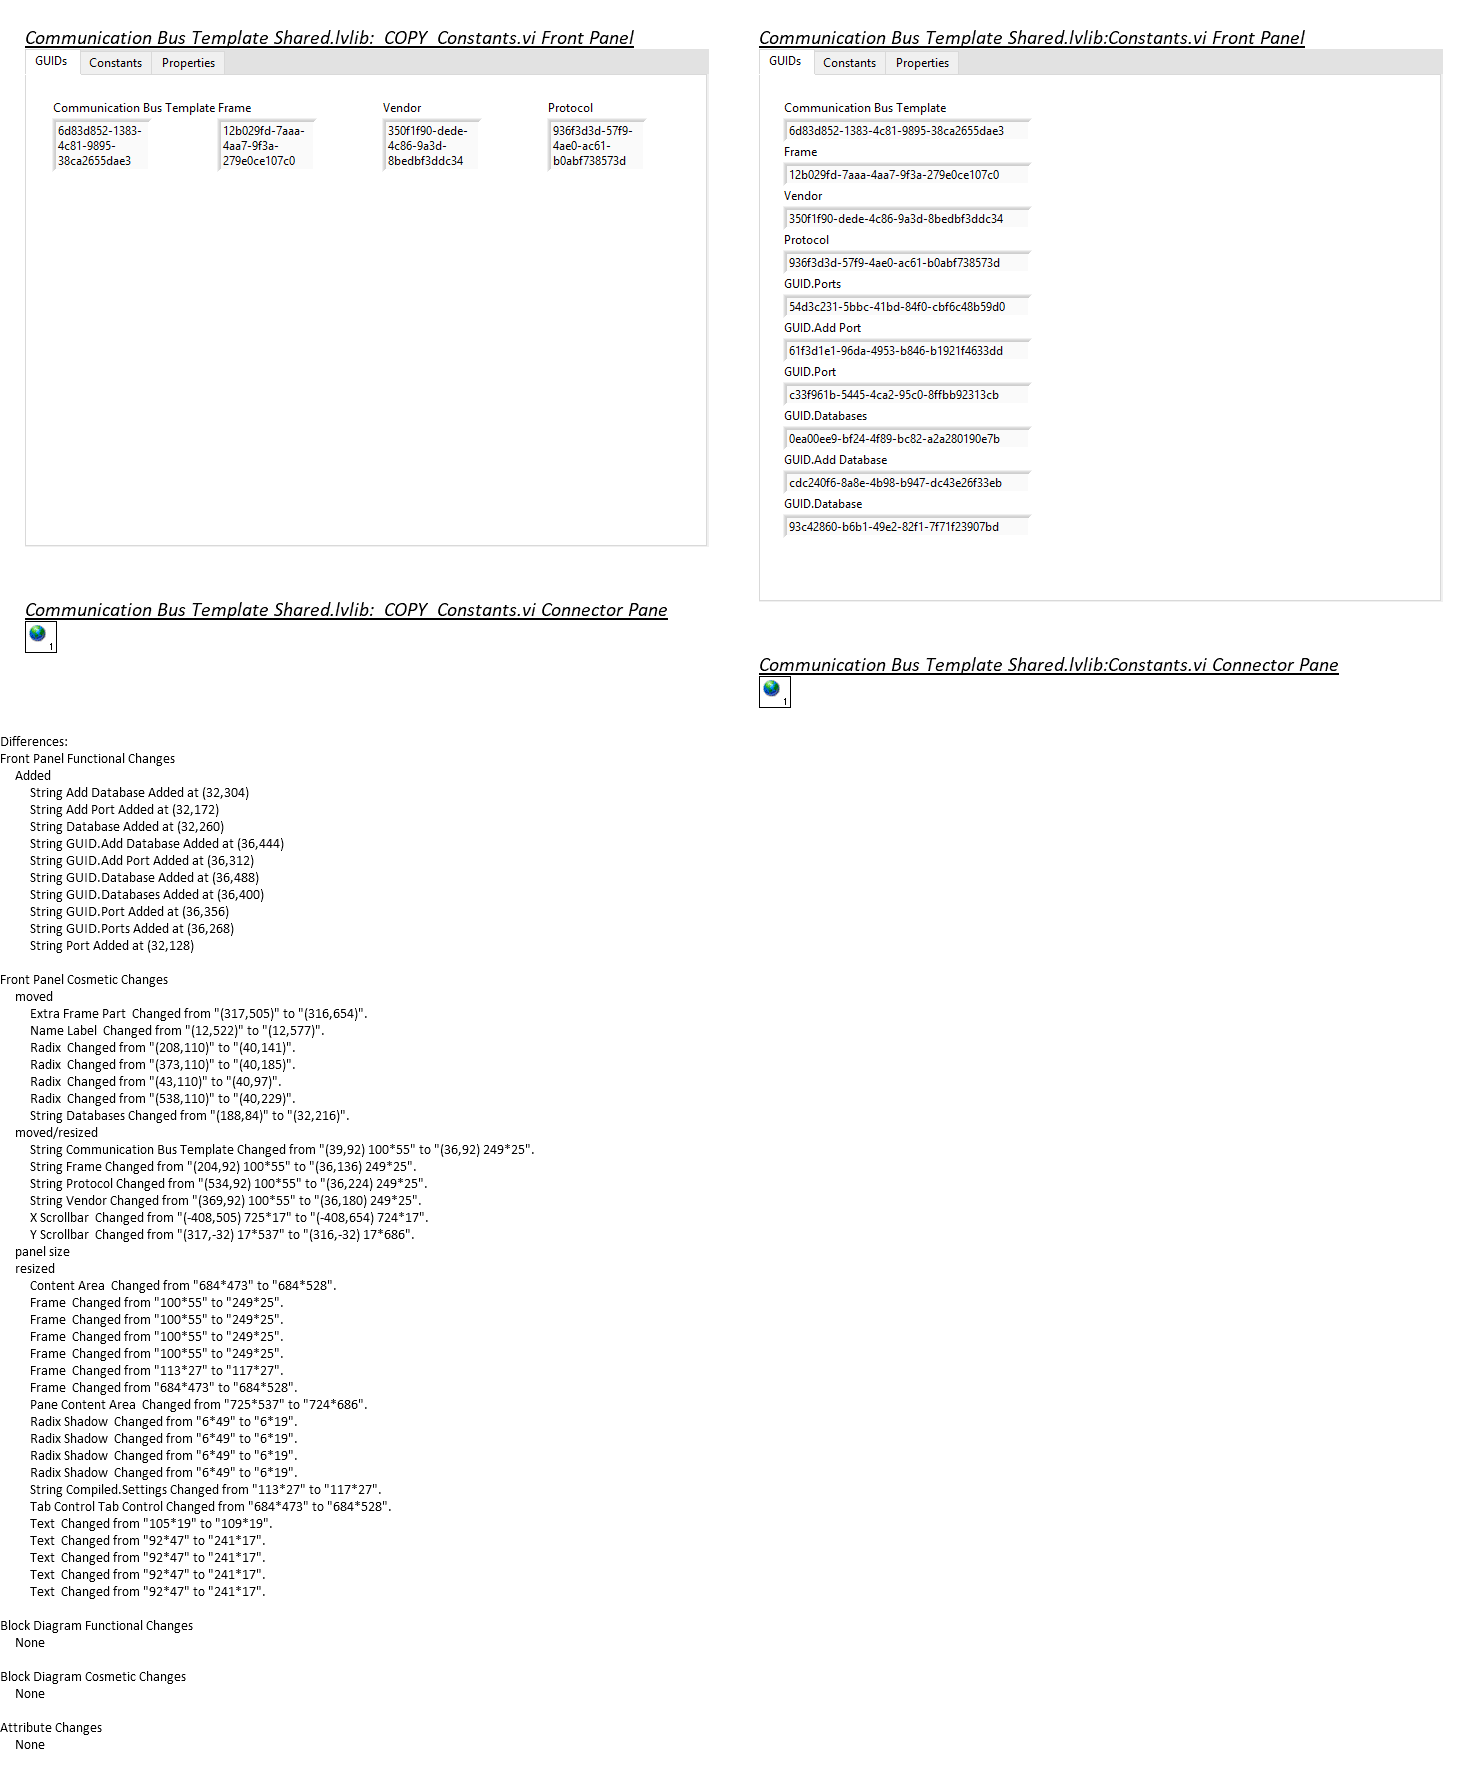 Communication Bus Template Shared.lvlib:_COPY_Constants.vi Front Panel
GUIDs Constants Properties
Communication Bus Template Frame Vendor Protocol
6d83d852-1383- 12b029fd-7aaa- 350f1f90-dede- 936f3d3d-57f9-
4c81-9895- 4aa7-9f3a- 4c86-9a3d- 4ae0-ac61-
38ca2655dae3 279e0ce107c0 8bedbf3ddc34 b0abf738573d
Communication Bus Template Shared.lvlib:_COPY_Constants.vi Connector Pane
1
Communication Bus Template Shared.lvlib:Constants.vi Front Panel
GUIDs Constants Properties
Communication Bus Template
6d83d852-1383-4c81-9895-38ca2655dae3
Frame
12b029fd-7aaa-4aa7-9f3a-279e0ce107c0
Vendor
350f1f90-dede-4c86-9a3d-8bedbf3ddc34
Protocol
936f3d3d-57f9-4ae0-ac61-b0abf738573d
GUID.Ports
54d3c231-5bbc-41bd-84f0-cbf6c48b59d0
GUID.Add Port
61f3d1e1-96da-4953-b846-b1921f4633dd
GUID.Port
c33f961b-5445-4ca2-95c0-8ffbb92313cb
GUID.Databases
0ea00ee9-bf24-4f89-bc82-a2a280190e7b
GUID.Add Database
cdc240f6-8a8e-4b98-b947-dc43e26f33eb
GUID.Database
93c42860-b6b1-49e2-82f1-7f71f23907bd
Communication Bus Template Shared.lvlib:Constants.vi Connector Pane
1
Differences:
Front Panel Functional Changes
Added
String Add Database Added at (32,304)
String Add Port Added at (32,172)
String Database Added at (32,260)
String GUID.Add Database Added at (36,444)
String GUID.Add Port Added at (36,312)
String GUID.Database Added at (36,488)
String GUID.Databases Added at (36,400)
String GUID.Port Added at (36,356)
String GUID.Ports Added at (36,268)
String Port Added at (32,128)
Front Panel Cosmetic Changes
moved
Extra Frame Part  Changed from "(317,505)" to "(316,654)".
Name Label  Changed from "(12,522)" to "(12,577)".
Radix  Changed from "(208,110)" to "(40,141)".
Radix  Changed from "(373,110)" to "(40,185)".
Radix  Changed from "(43,110)" to "(40,97)".
Radix  Changed from "(538,110)" to "(40,229)".
String Databases Changed from "(188,84)" to "(32,216)".
moved/resized
String Communication Bus Template Changed from "(39,92) 100*55" to "(36,92) 249*25".
String Frame Changed from "(204,92) 100*55" to "(36,136) 249*25".
String Protocol Changed from "(534,92) 100*55" to "(36,224) 249*25".
String Vendor Changed from "(369,92) 100*55" to "(36,180) 249*25".
X Scrollbar  Changed from "(-408,505) 725*17" to "(-408,654) 724*17".
Y Scrollbar  Changed from "(317,-32) 17*537" to "(316,-32) 17*686".
panel size
resized
Content Area  Changed from "684*473" to "684*528".
Frame  Changed from "100*55" to "249*25".
Frame  Changed from "100*55" to "249*25".
Frame  Changed from "100*55" to "249*25".
Frame  Changed from "100*55" to "249*25".
Frame  Changed from "113*27" to "117*27".
Frame  Changed from "684*473" to "684*528".
Pane Content Area  Changed from "725*537" to "724*686".
Radix Shadow  Changed from "6*49" to "6*19".
Radix Shadow  Changed from "6*49" to "6*19".
Radix Shadow  Changed from "6*49" to "6*19".
Radix Shadow  Changed from "6*49" to "6*19".
String Compiled.Settings Changed from "113*27" to "117*27".
Tab Control Tab Control Changed from "684*473" to "684*528".
Text  Changed from "105*19" to "109*19".
Text  Changed from "92*47" to "241*17".
Text  Changed from "92*47" to "241*17".
Text  Changed from "92*47" to "241*17".
Text  Changed from "92*47" to "241*17".
Block Diagram Functional Changes
None
Block Diagram Cosmetic Changes
None
Attribute Changes
None